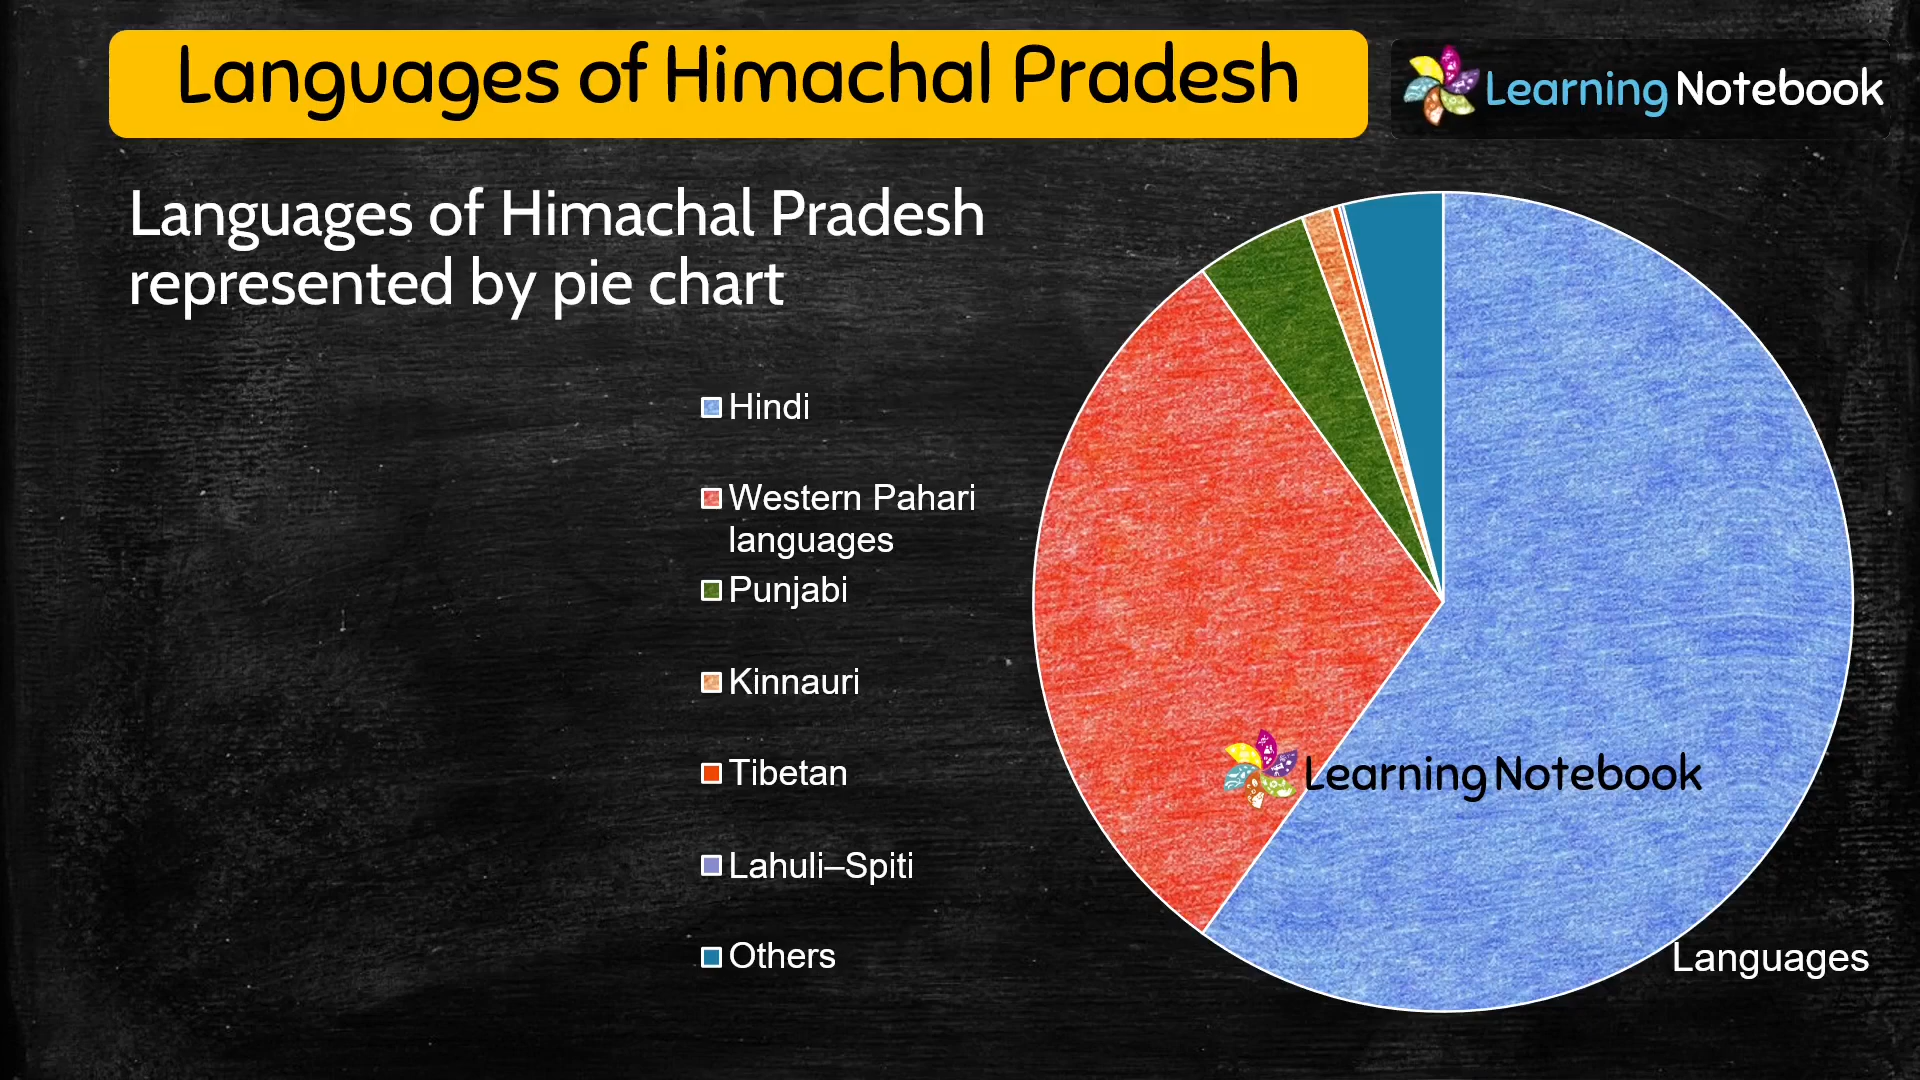 Languages of Himachal Pradesh
Learning Notebook
Languages of Himachal Pradesh
represented by pie chart
Hindi
Western Pahari
languages
Punjabi
Kinnauri
Tibetan
Lahuli–Spiti
Others
Learning Notebook
Languages